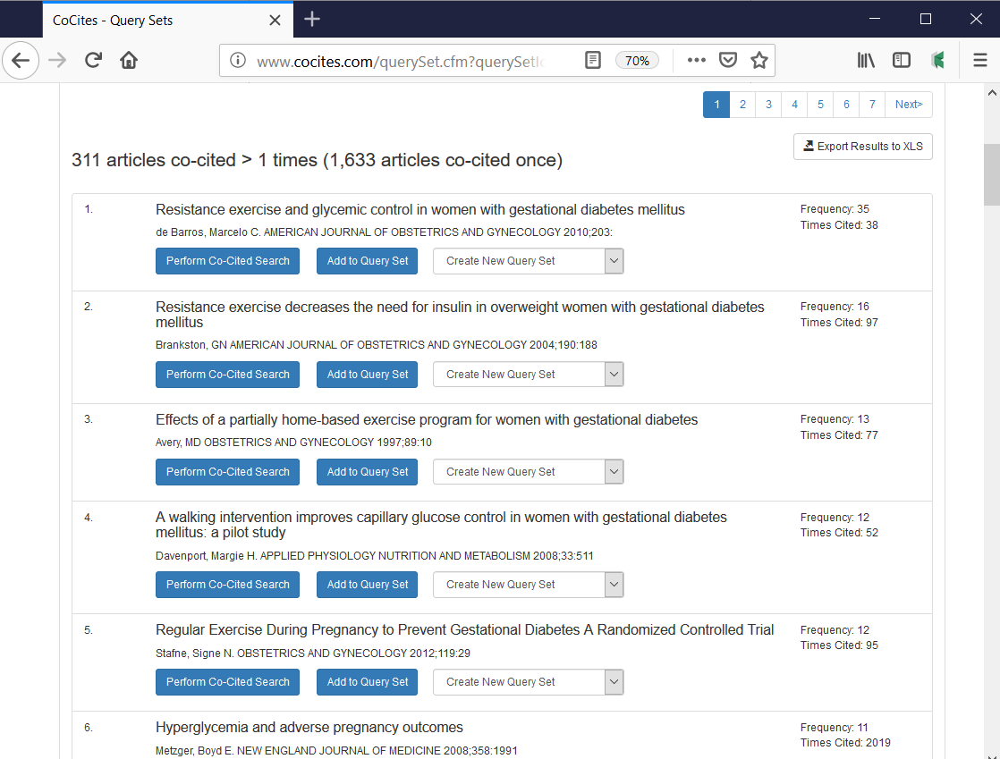 CoCites - Query Sets
www.cocites.com/querySet.cfm?querySetId
70%
1 2 3 4 5 6 7 Next>
Export Results to XLS
311 articles co-cited > 1 times (1,633 articles co-cited once)
1. Resistance exercise and glycemic control in women with gestational diabetes mellitus Frequency: 35
de Barros, Marcelo C. AMERICAN JOURNAL OF OBSTETRICS AND GYNECOLOGY 2010;203: Times Cited: 38
Perform Co-Cited Search Add to Query Set Create New Query Set
2. Resistance exercise decreases the need for insulin in overweight women with gestational diabetes Frequency: 16
mellitus Times Cited: 97
Brankston, GN AMERICAN JOURNAL OF OBSTETRICS AND GYNECOLOGY 2004;190:188
Perform Co-Cited Search Add to Query Set Create New Query Set
3. Effects of a partially home-based exercise program for women with gestational diabetes Frequency: 13
Avery, MD OBSTETRICS AND GYNECOLOGY 1997;89:10 Times Cited: 77
Perform Co-Cited Search Add to Query Set Create New Query Set
4. A walking intervention improves capillary glucose control in women with gestational diabetes Frequency: 12
mellitus: a pilot study Times Cited: 52
Davenport, Margie H. APPLIED PHYSIOLOGY NUTRITION AND METABOLISM 2008;33:511
Perform Co-Cited Search Add to Query Set Create New Query Set
5. Regular Exercise During Pregnancy to Prevent Gestational Diabetes A Randomized Controlled Trial Frequency: 12
Stafne, Signe N. OBSTETRICS AND GYNECOLOGY 2012;119:29 Times Cited: 95
Perform Co-Cited Search Add to Query Set Create New Query Set
6. Hyperglycemia and adverse pregnancy outcomes Frequency: 11
Metzger, Boyd E. NEW ENGLAND JOURNAL OF MEDICINE 2008;358:1991 Times Cited: 2019